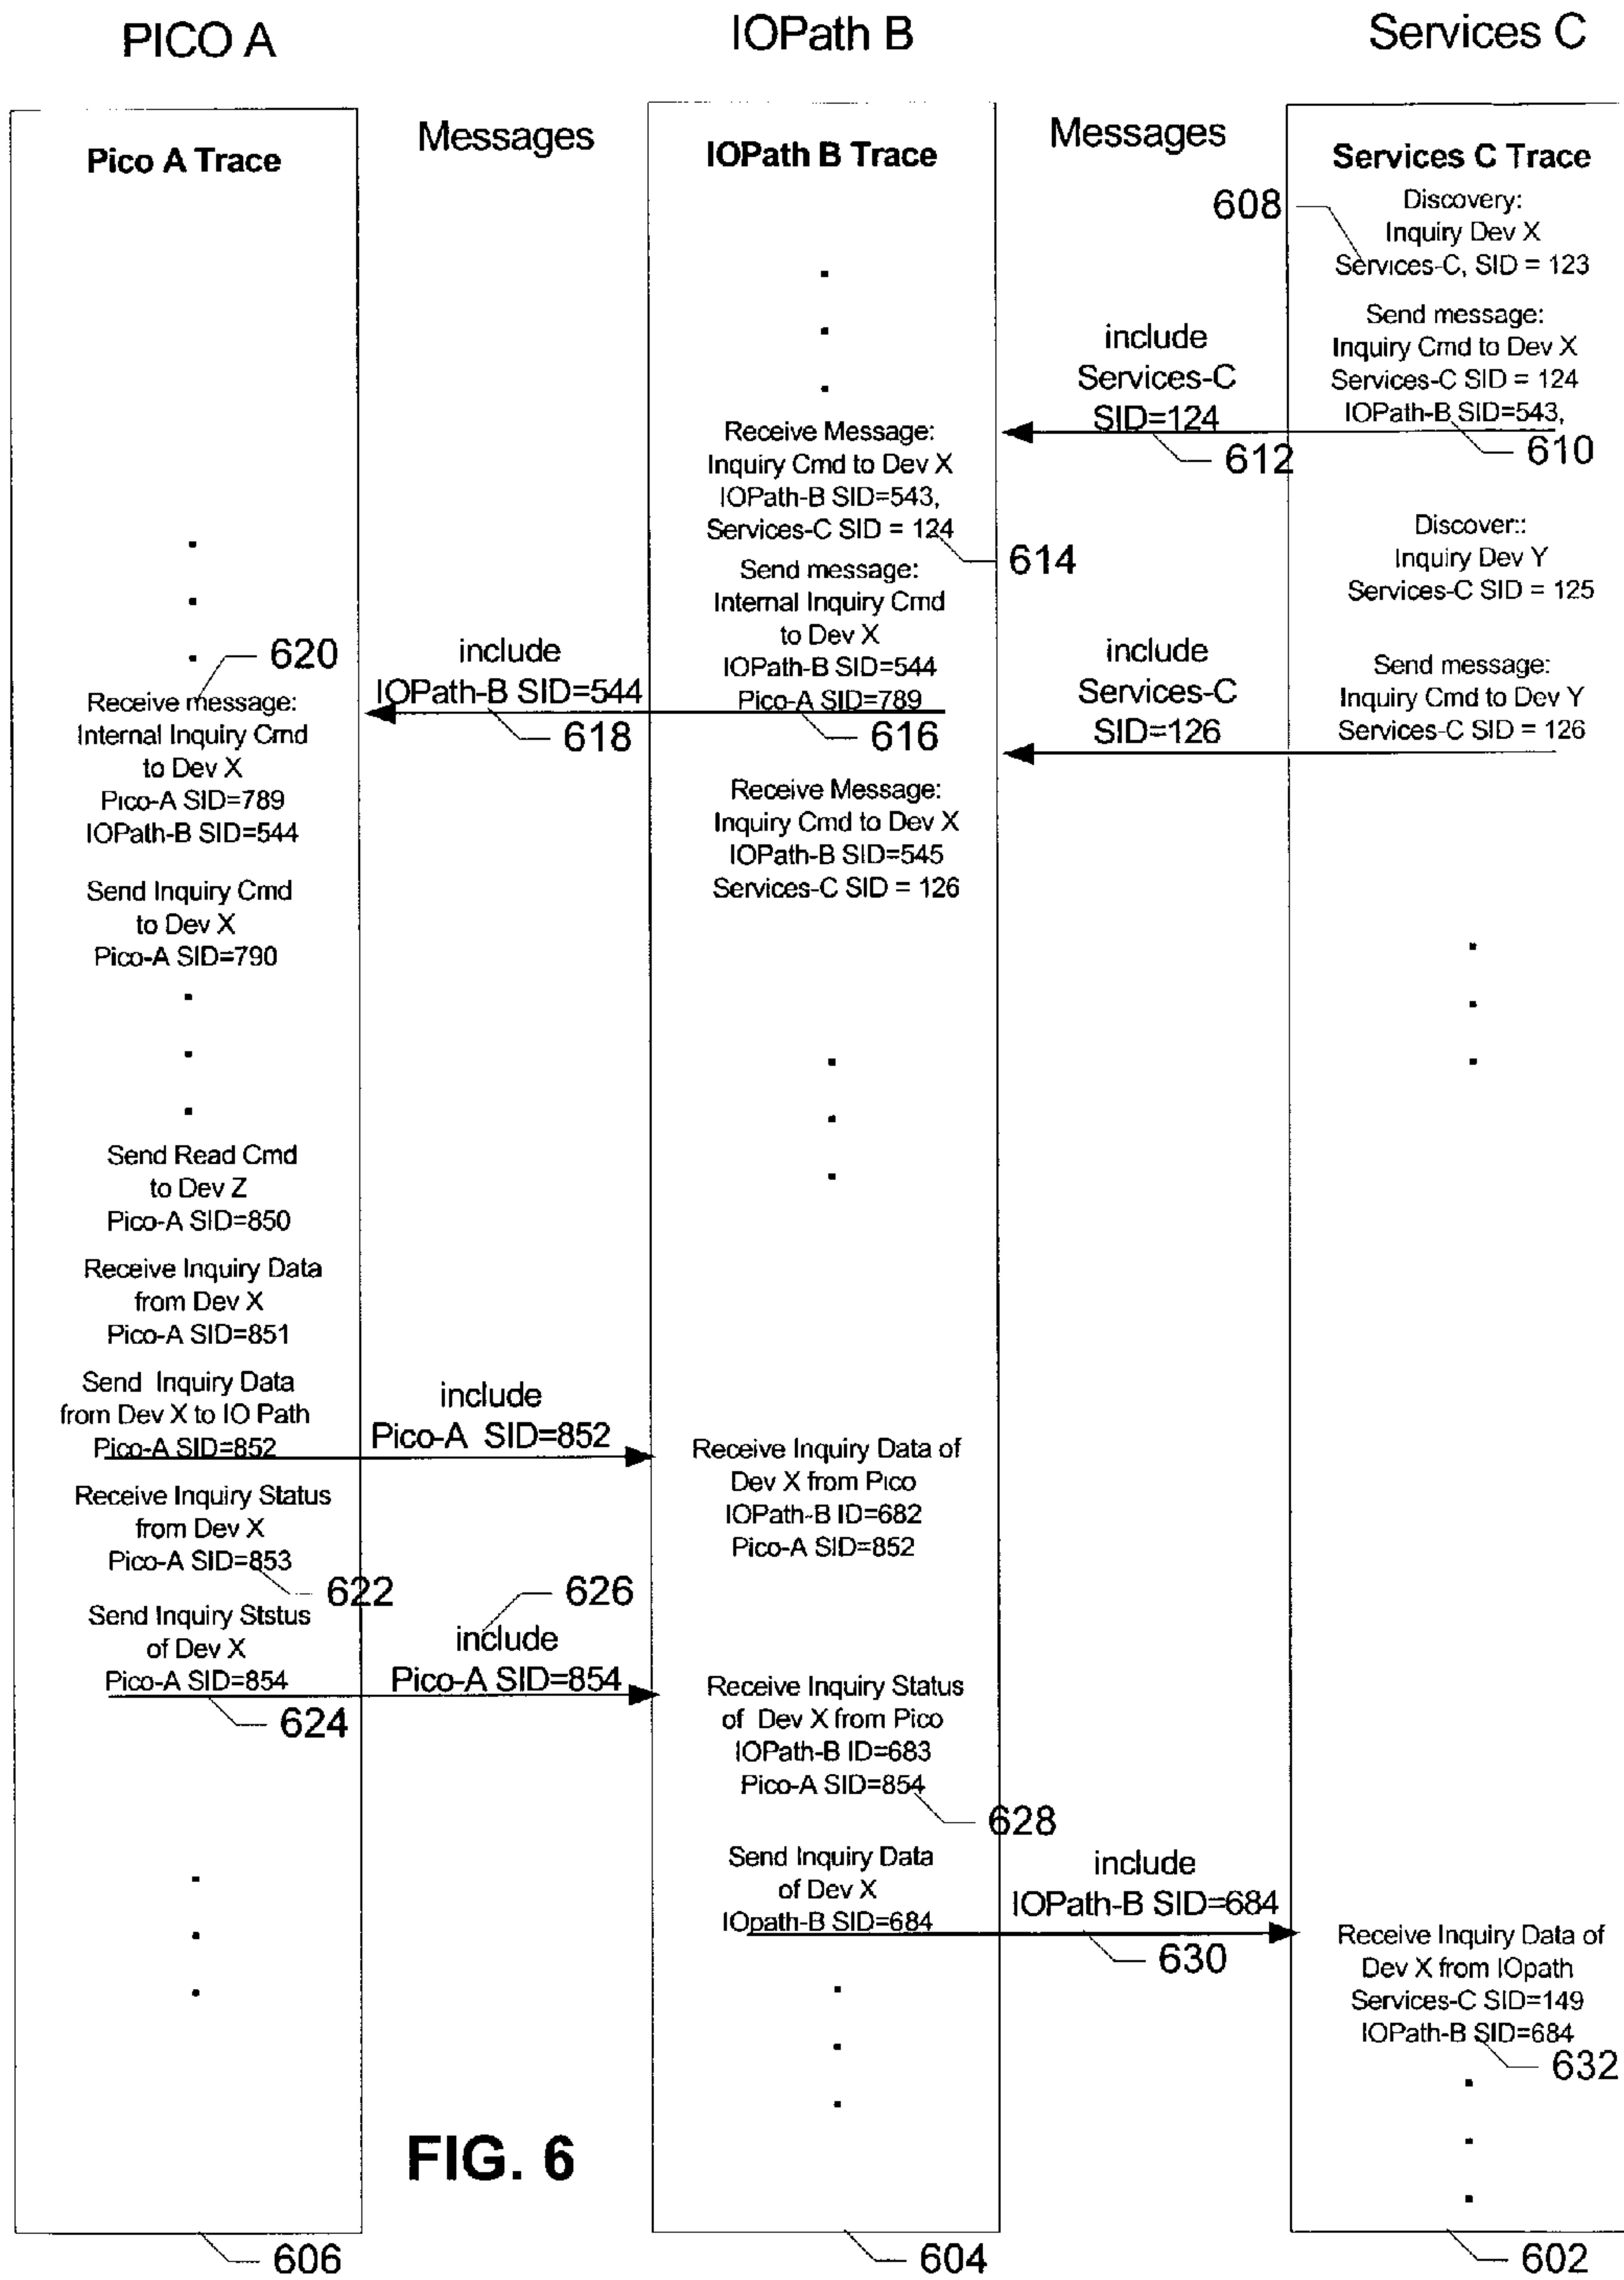 PICO A
IOPath B
Services C
Pico A Trace
Messages
IOPath B Trace
Messages
Services C Trace
608
Discovery:
Inquiry Dev X
Services-C, SID = 123
Send message:
Inquiry Cmd to Dev X
Services-C SID = 124
IOPath-B SID=543,
610
include
Services-C
SID=124
612
Receive Message:
Inquiry Cmd to Dev X
IOPath-B SID=543,
Services-C SID = 124
614
Discover::
Inquiry Dev Y
Services-C SID = 125
Send message:
Internal Inquiry Cmd
to Dev X
IOPath-B SID=544
Pico-A SID=789
616
include
IOPath-B SID=544
618
include
Services-C
SID=126
Send message:
Inquiry Cmd to Dev Y
Services-C SID = 126
620
Receive message:
Internal Inquiry Cmd
to Dev X
Pico-A SID=789
IOPath-B SID=544
Receive Message:
Inquiry Cmd to Dev X
IOPath-B SID=545
Services-C SID = 126
Send Inquiry Cmd
to Dev X
Pico-A SID=790
Send Read Cmd
to Dev Z
Pico-A SID=850
Receive Inquiry Data
from Dev X
Pico-A SID=851
Send Inquiry Data
from Dev X to IO Path
Pico-A SID=852
include
Pico-A SID=852
Receive Inquiry Data of
Dev X from Pico
IOPath-B ID=682
Pico-A SID=852
Receive Inquiry Status
from Dev X
Pico-A SID=853
622
Send Inquiry Ststus
of Dev X
Pico-A SID=854
624
626
include
Pico-A SID=854
Receive Inquiry Status
of Dev X from Pico
IOPath-B ID=683
Pico-A SID=854
628
Send Inquiry Data
of Dev X
IOpath-B SID=684
include
IOPath-B SID=684
630
Receive Inquiry Data of
Dev X from IOpath
Services-C SID=149
IOPath-B SID=684
632
FIG. 6
606
604
602